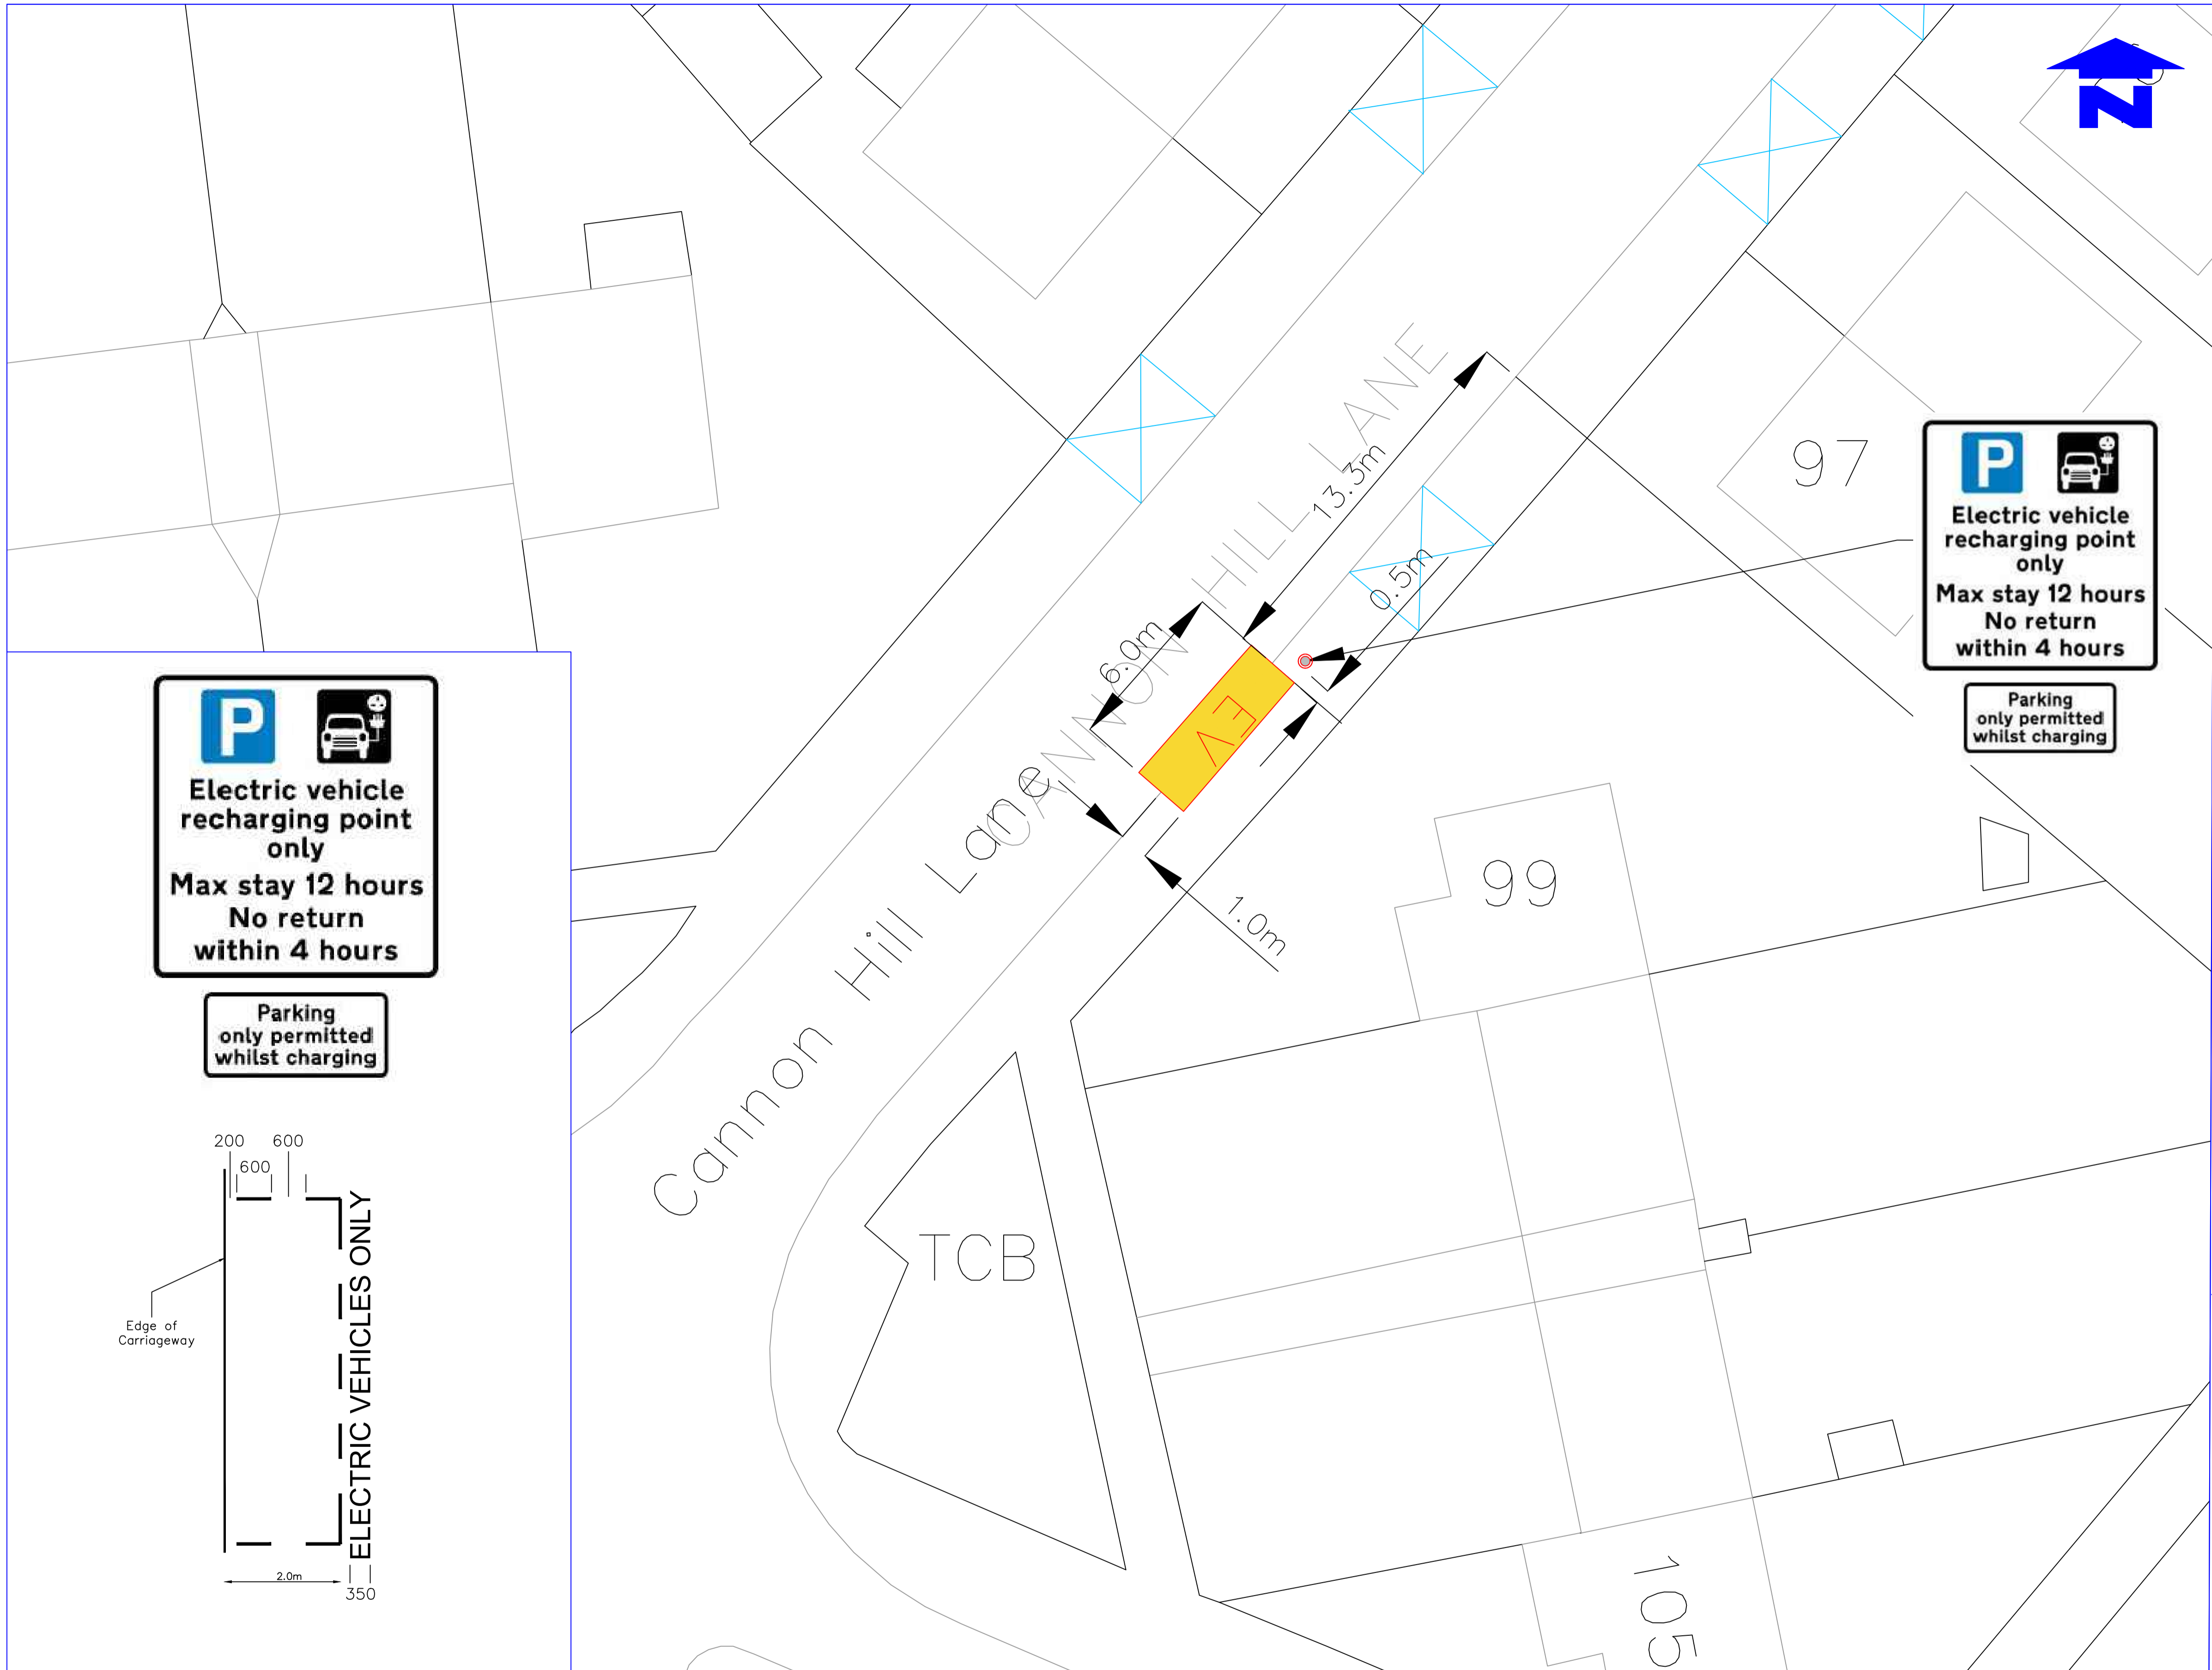 N
CANNON HILL LANE
13.3m
0.5m
6.0m
EV
1.0m
Cannon Hill Lane
97
99
TCB
105
P
Electric vehicle
recharging point
only
Max stay 12 hours
No return
within 4 hours
Parking
only permitted
whilst charging
P
Electric vehicle
recharging point
only
Max stay 12 hours
No return
within 4 hours
Parking
only permitted
whilst charging
200 600
600
ELECTRIC VEHICLES ONLY
Edge of
Carriageway
2.0m
350